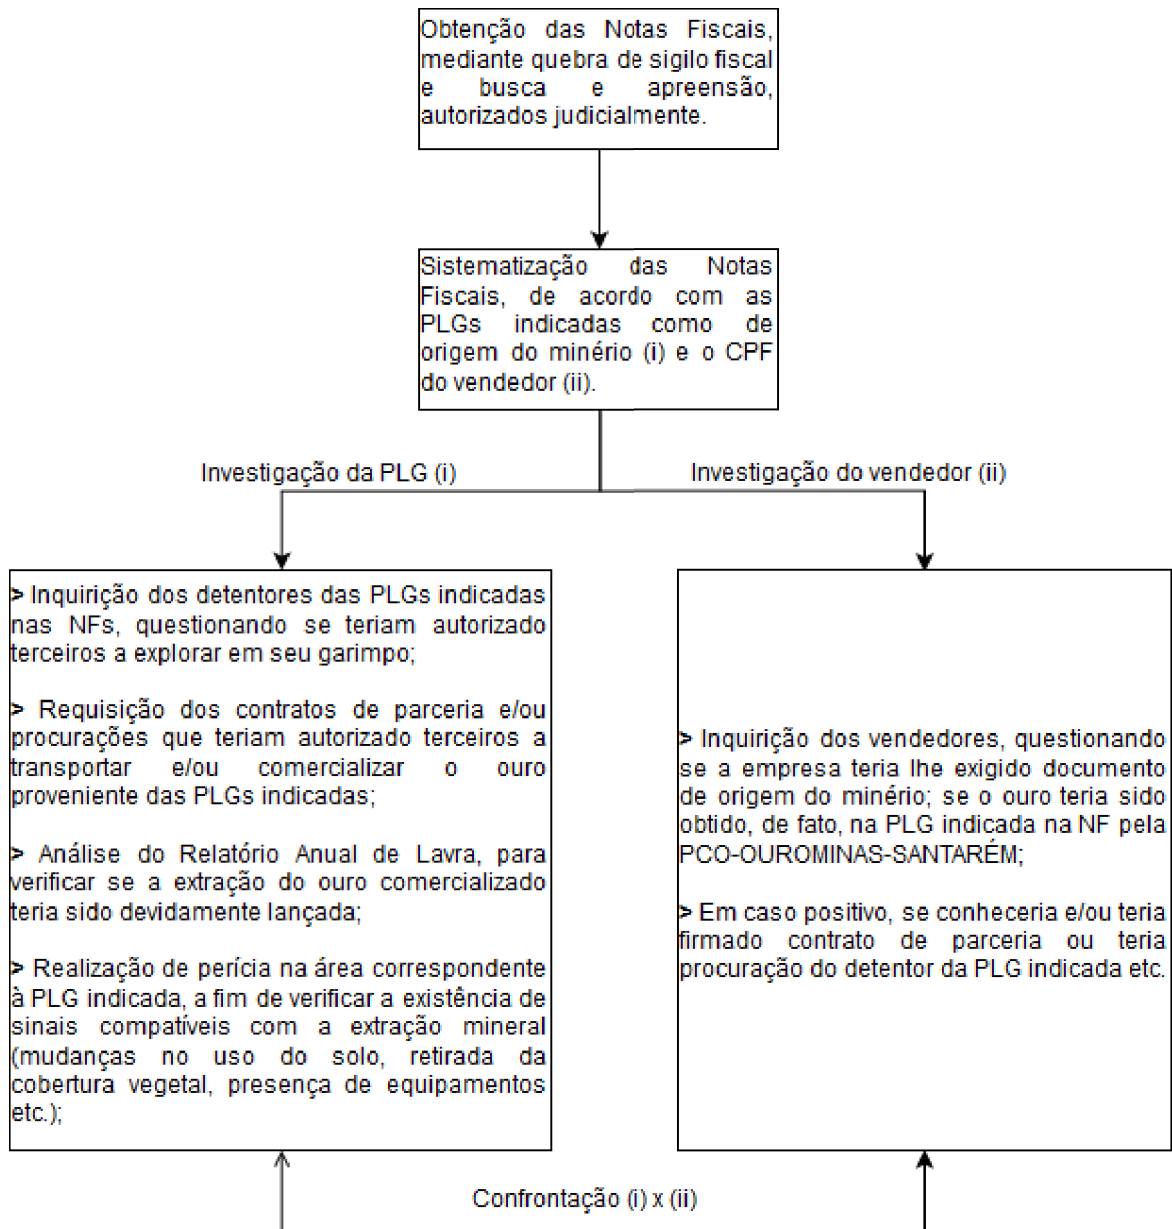 Obtenção das Notas Fiscais,
mediante quebra de sigilo fiscal
e busca e apreensão,
autorizados judicialmente.
Sistematização das Notas
Fiscais, de acordo com as
PLGs indicadas como de
origem do minério (i) e o CPF
do vendedor (ii).
Investigação da PLG (i)
Investigação do vendedor (ii)
> Inquirição dos detentores das PLGs indicadas
nas NFs, questionando se teriam autorizado
terceiros a explorar em seu garimpo;
> Requisição dos contratos de parceria e/ou
procurações que teriam autorizado terceiros a
transportar e/ou comercializar o ouro
proveniente das PLGs indicadas;
> Análise do Relatório Anual de Lavra, para
verificar se a extração do ouro comercializado
teria sido devidamente lançada;
> Realização de perícia na área correspondente
à PLG indicada, a fim de verificar a existência de
sinais compatíveis com a extração mineral
(mudanças no uso do solo, retirada da
cobertura vegetal, presença de equipamentos
etc.);
> Inquirição dos vendedores, questionando
se a empresa teria lhe exigido documento
de origem do minério; se o ouro teria sido
obtido, de fato, na PLG indicada na NF pela
PCO-OUROMINAS-SANTARÉM;
> Em caso positivo, se conheceria e/ou teria
firmado contrato de parceria ou teria
procuração do detentor da PLG indicada etc.
Confrontação (i) x (ii)